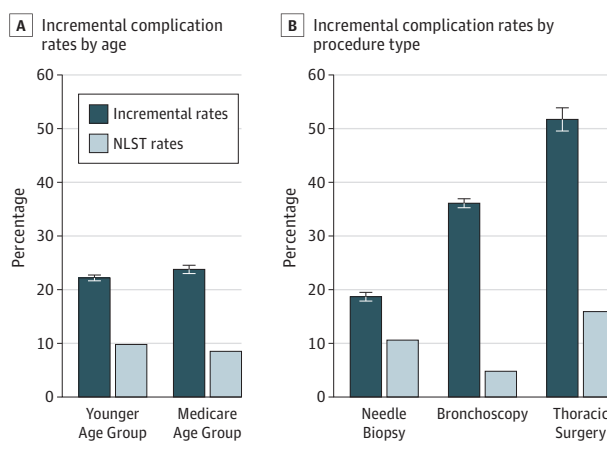 A Incremental complication
rates by age
60
50
40
30
20
10
0
Percentage
Incremental rates
NLST rates
Younger
Age Group
Medicare
Age Group
B Incremental complication rates by
procedure type
60
50
40
30
20
10
0
Percentage
Needle
Biopsy
Bronchoscopy
Thoracic
Surgery